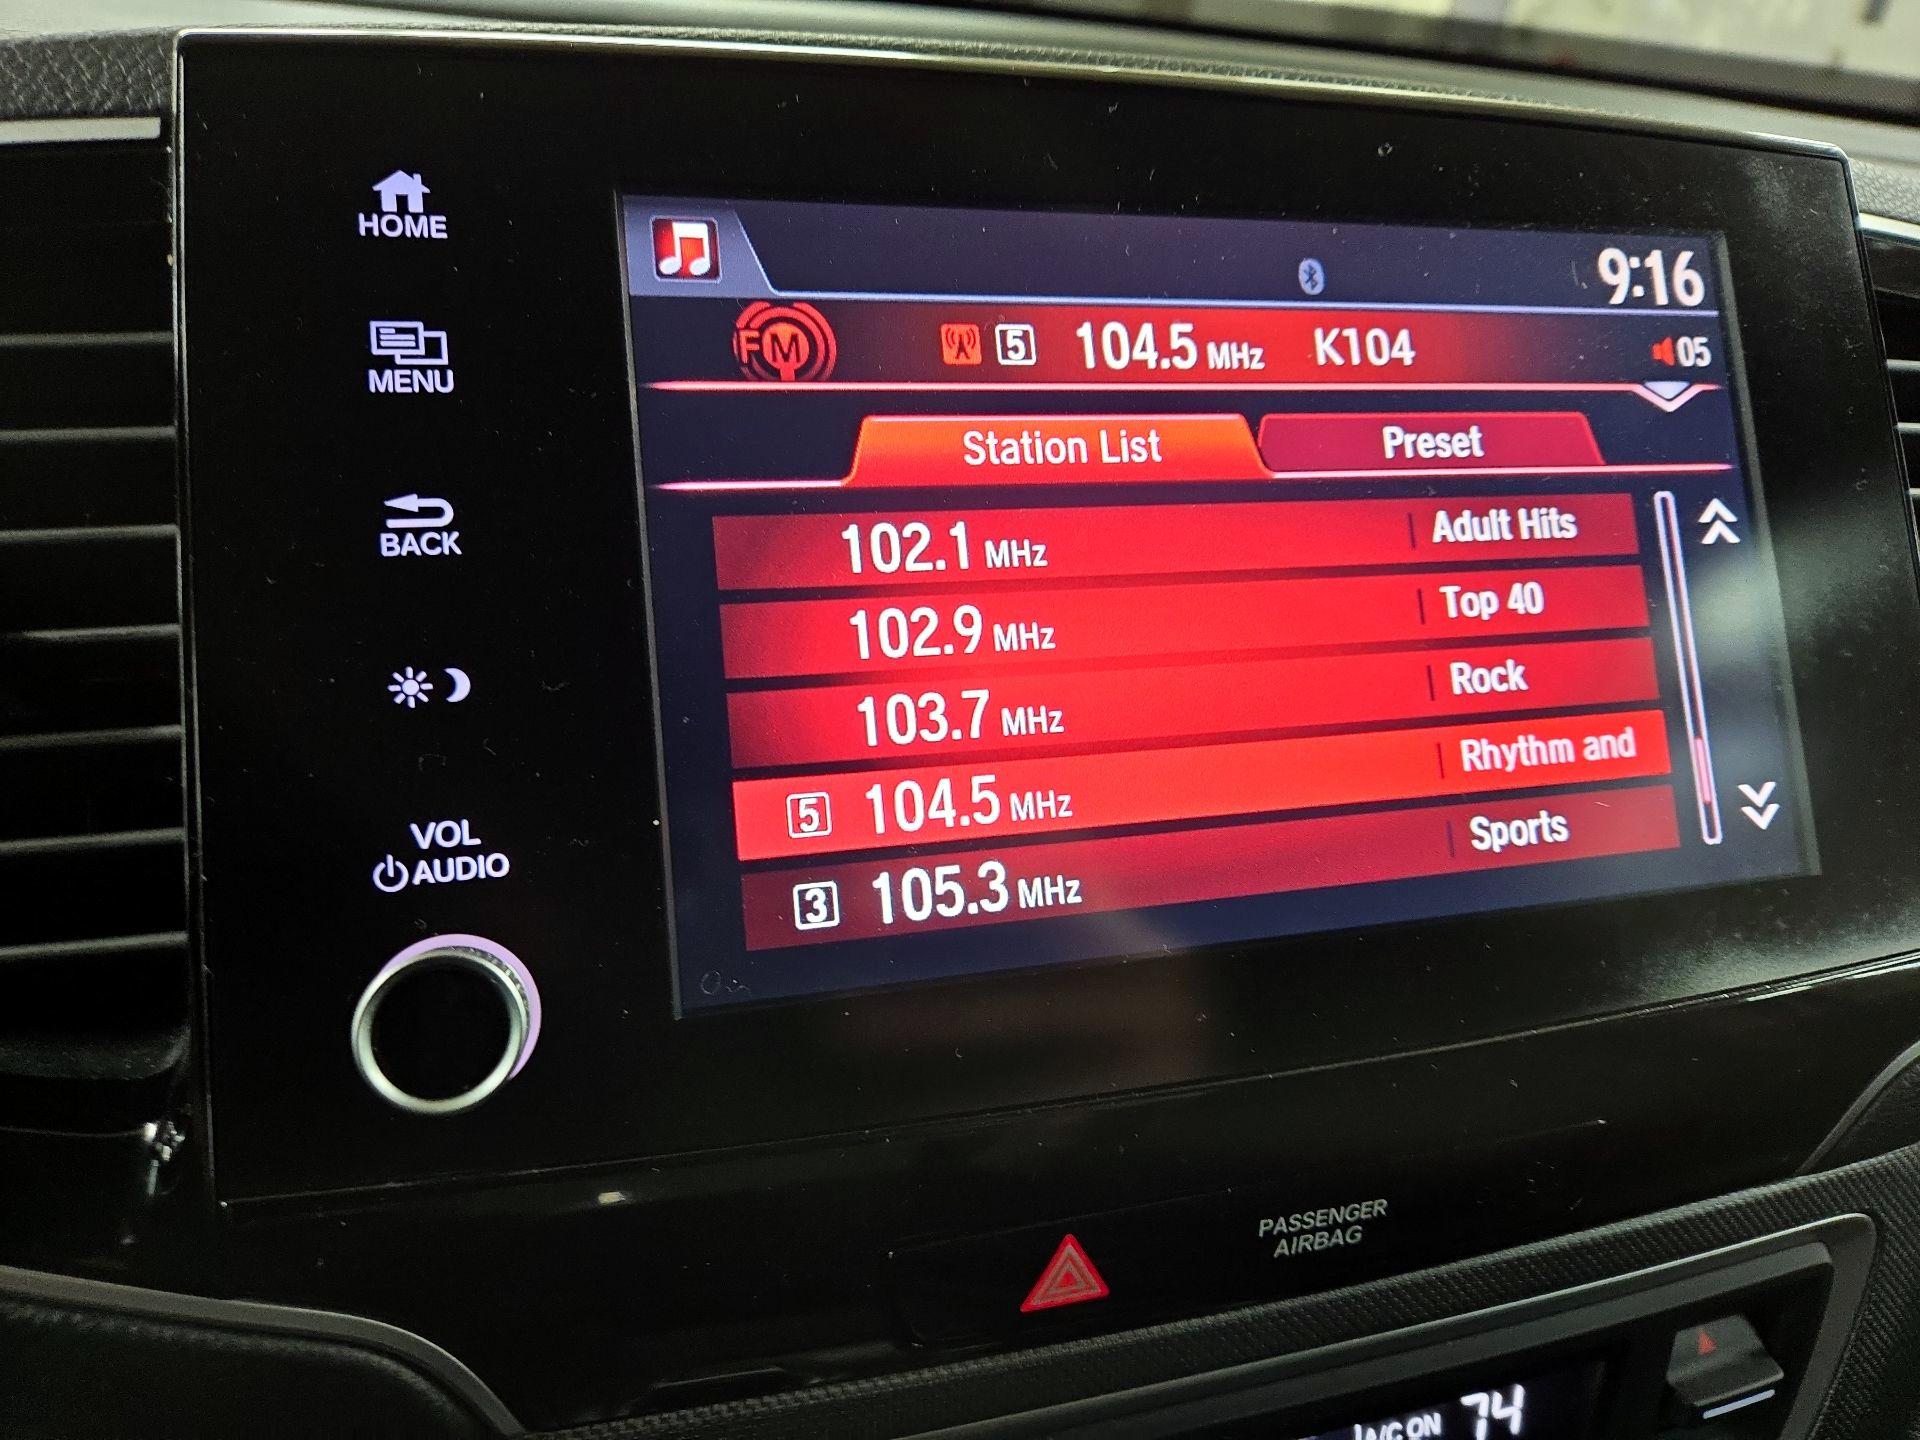 HOME
MENU
BACK
VOL
AUDIO
9:16
FM 5 104.5 MHz K104 05
Station List Preset
102.1 MHz Adult Hits
102.9 MHz Top 40
103.7 MHz Rock
5 104.5 MHz Rhythm and
3 105.3 MHz Sports
PASSENGER
AIRBAG
A/C ON 74